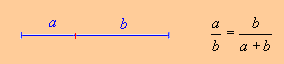 a b
a/b = b/(a + b)